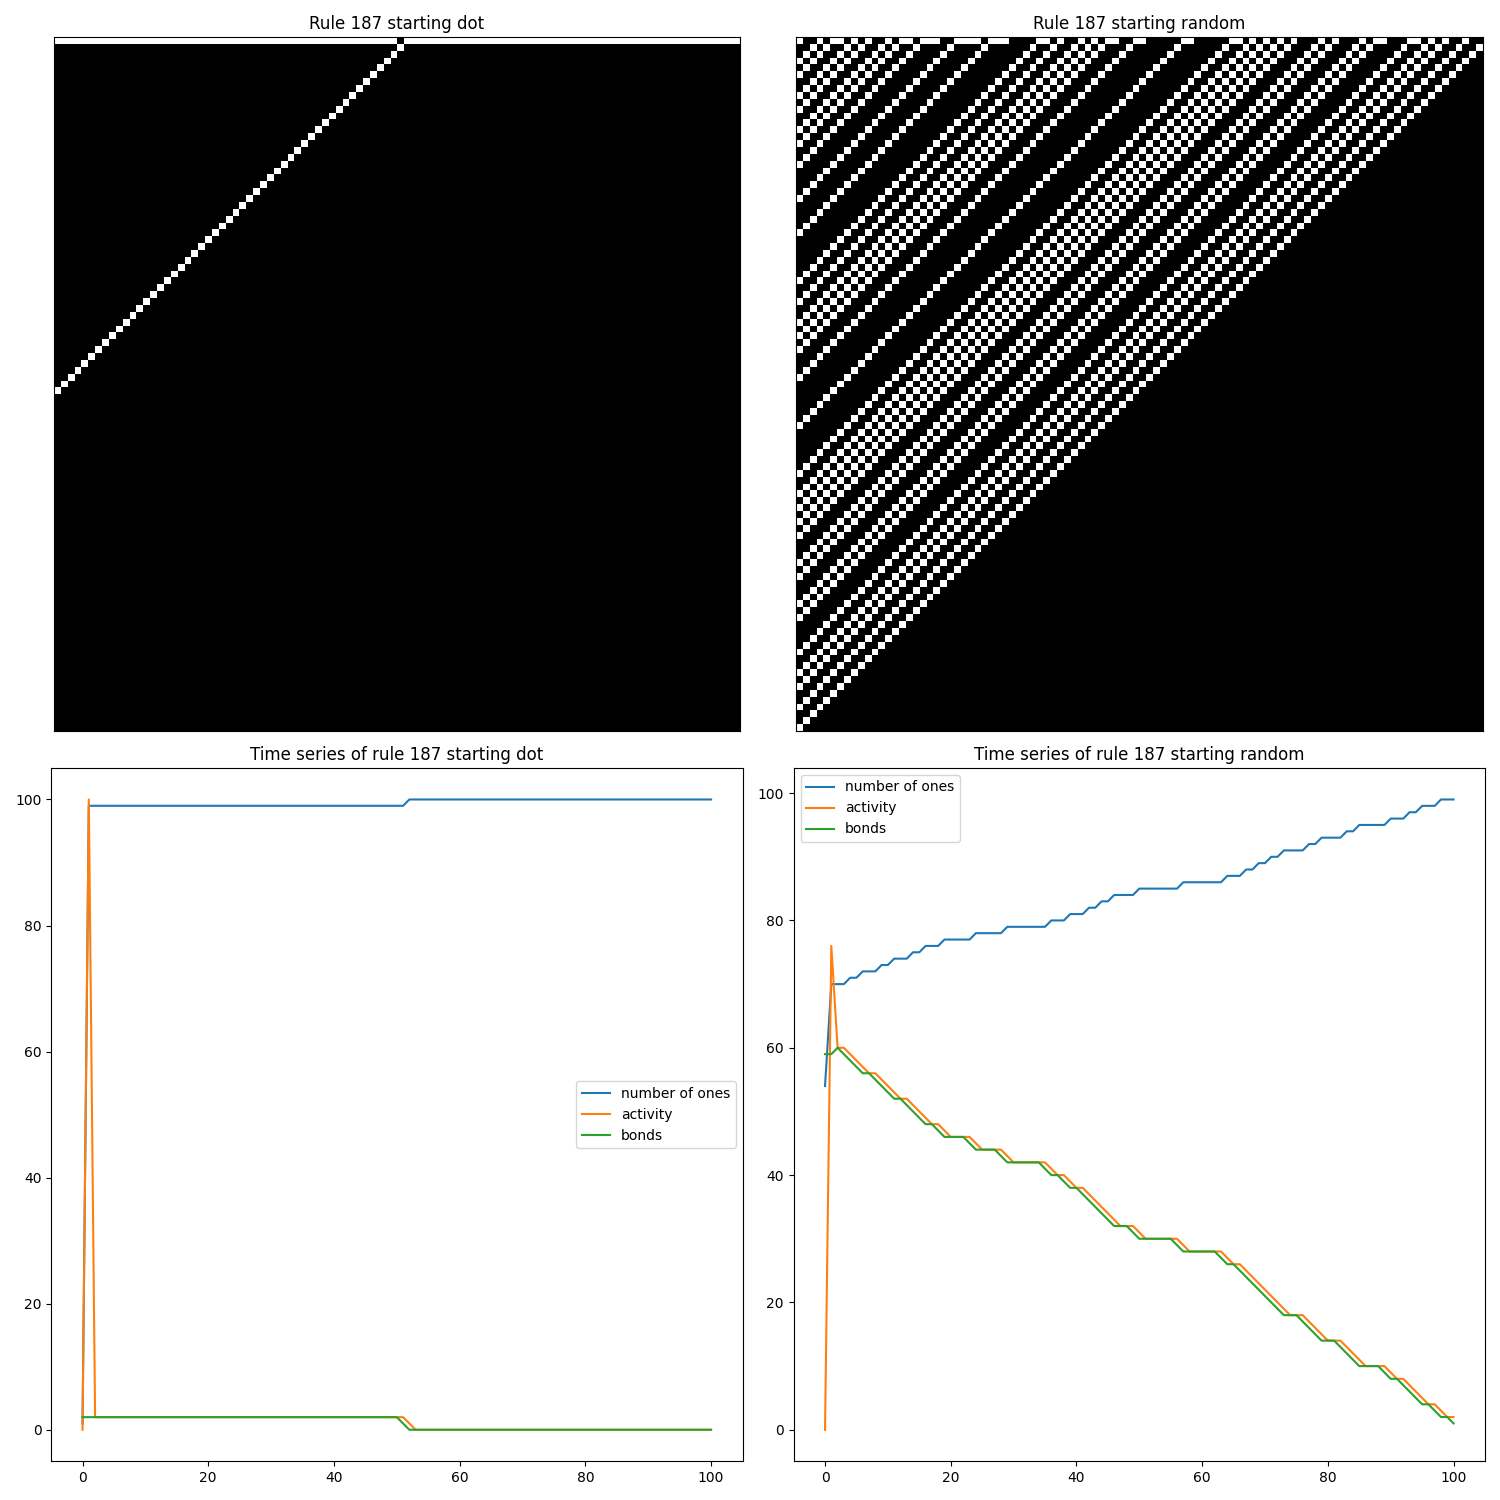 Rule 187 starting dot
Rule 187 starting random
Time series of rule 187 starting dot
100
80
60
40
20
0
0 20 40 60 80 100
number of ones
activity
bonds
Time series of rule 187 starting random
number of ones
activity
bonds
100
80
60
40
20
0
0 20 40 60 80 100